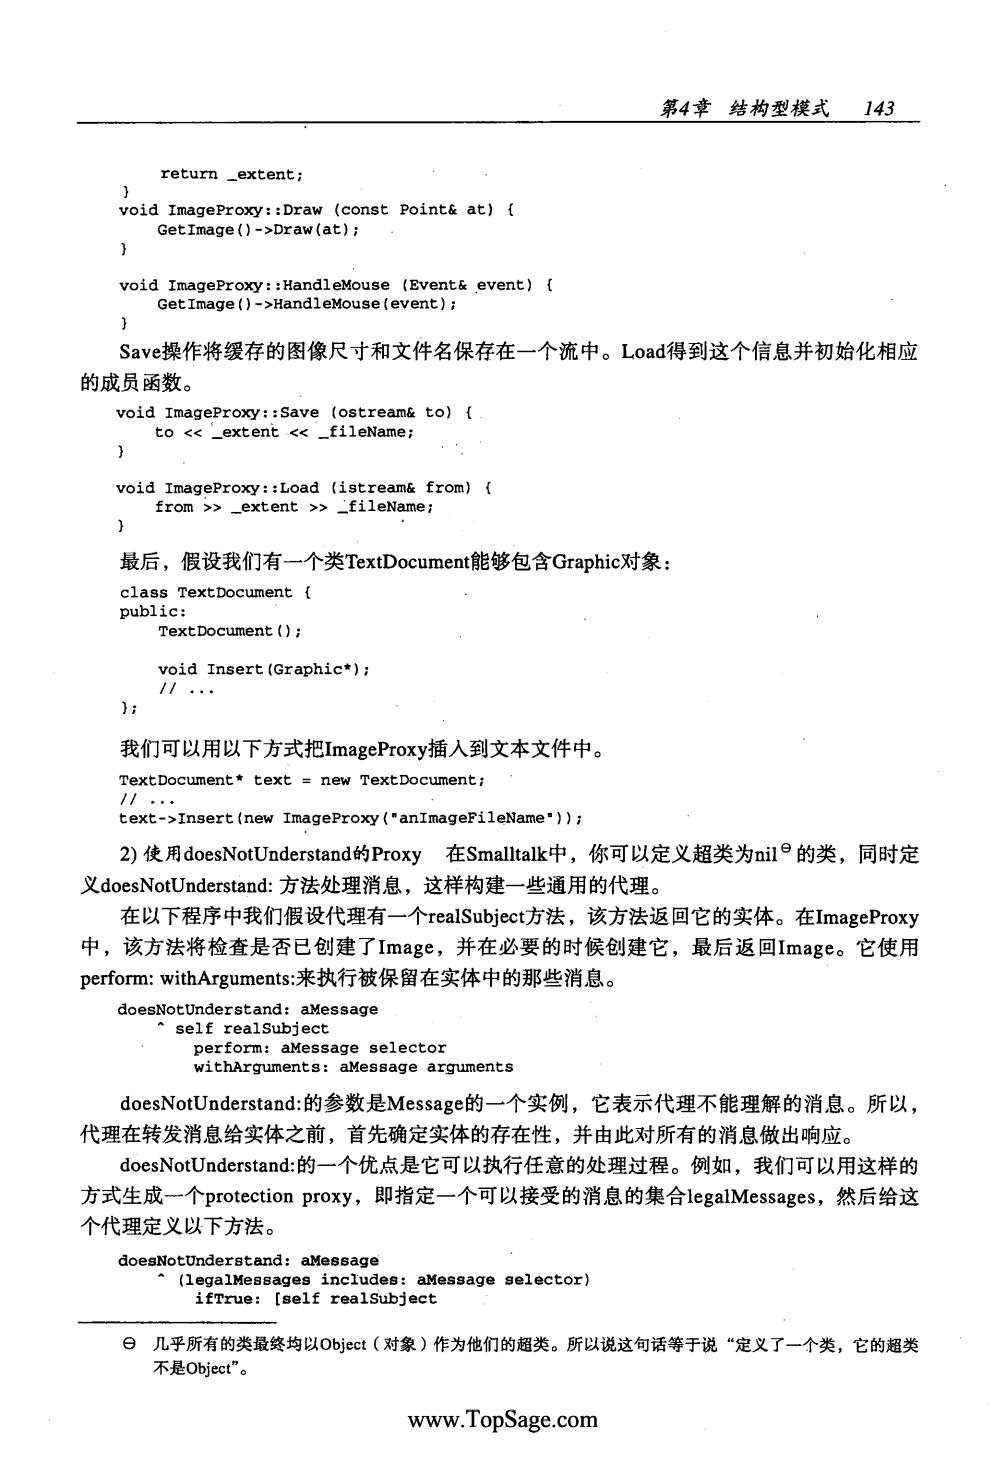 第4章 结构型模式 143
return _extent;
}
void ImageProxy::Draw (const Point& at) {
GetImage()->Draw(at);
}
void ImageProxy::HandleMouse (Event& event) {
GetImage()->HandleMouse(event);
}
Save操作将缓存的图像尺寸和文件名保存在一个流中。Load得到这个信息并初始化相应
的成员函数。
void ImageProxy::Save (ostream& to) {
to << _extent << _fileName;
}
void ImageProxy::Load (istream& from) {
from >> _extent >> _fileName;
}
最后，假设我们有一个类TextDocument能够包含Graphic对象：
class TextDocument {
public:
TextDocument();
void Insert(Graphic*);
// ...
};
我们可以用以下方式把ImageProxy插入到文本文件中。
TextDocument* text = new TextDocument;
// ...
text->Insert(new ImageProxy("anImageFileName"));
2) 使用doesNotUnderstand的Proxy 在Smalltalk中，你可以定义超类为nil⊖的类，同时定
义doesNotUnderstand: 方法处理消息，这样构建一些通用的代理。
在以下程序中我们假设代理有一个realSubject方法，该方法返回它的实体。在ImageProxy
中，该方法将检查是否已创建了Image，并在必要的时候创建它，最后返回Image。它使用
perform: withArguments:来执行被保留在实体中的那些消息。
doesNotUnderstand: aMessage
^ self realSubject
perform: aMessage selector
withArguments: aMessage arguments
doesNotUnderstand:的参数是Message的一个实例，它表示代理不能理解的消息。所以，
代理在转发消息给实体之前，首先确定实体的存在性，并由此对所有的消息做出响应。
doesNotUnderstand:的一个优点是它可以执行任意的处理过程。例如，我们可以用这样的
方式生成一个protection proxy，即指定一个可以接受的消息的集合legalMessages，然后给这
个代理定义以下方法。
doesNotUnderstand: aMessage
^ (legalMessages includes: aMessage selector)
ifTrue: [self realSubject
⊖ 几乎所有的类最终均以Object（对象）作为他们的超类。所以说这句话等于说“定义了一个类，它的超类
不是Object”。
www.TopSage.com